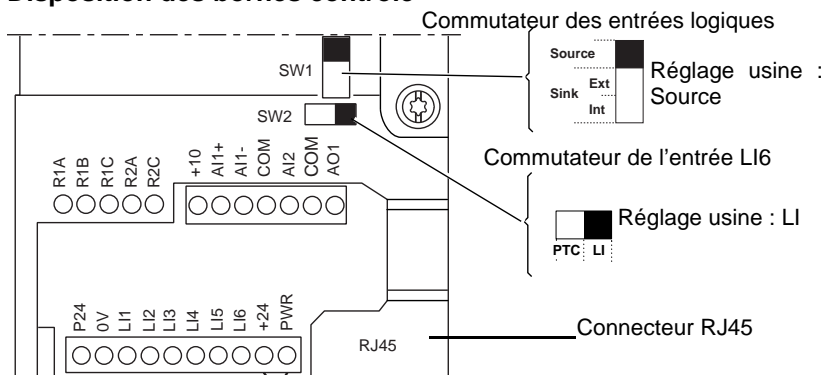 Disposition des bornes contrôle
Commutateur des entrées logiques
Source
Sink
Ext
Int
Réglage usine :
Source
SW1
SW2
Commutateur de l'entrée LI6
R1A
R1B
R1C
R2A
R2C
+10
AI1+
AI1-
COM
AI2
COM
AO1
Réglage usine : LI
PTC
LI
P24
0V
LI1
LI2
LI3
LI4
LI5
LI6
+24
PWR
RJ45
Connecteur RJ45